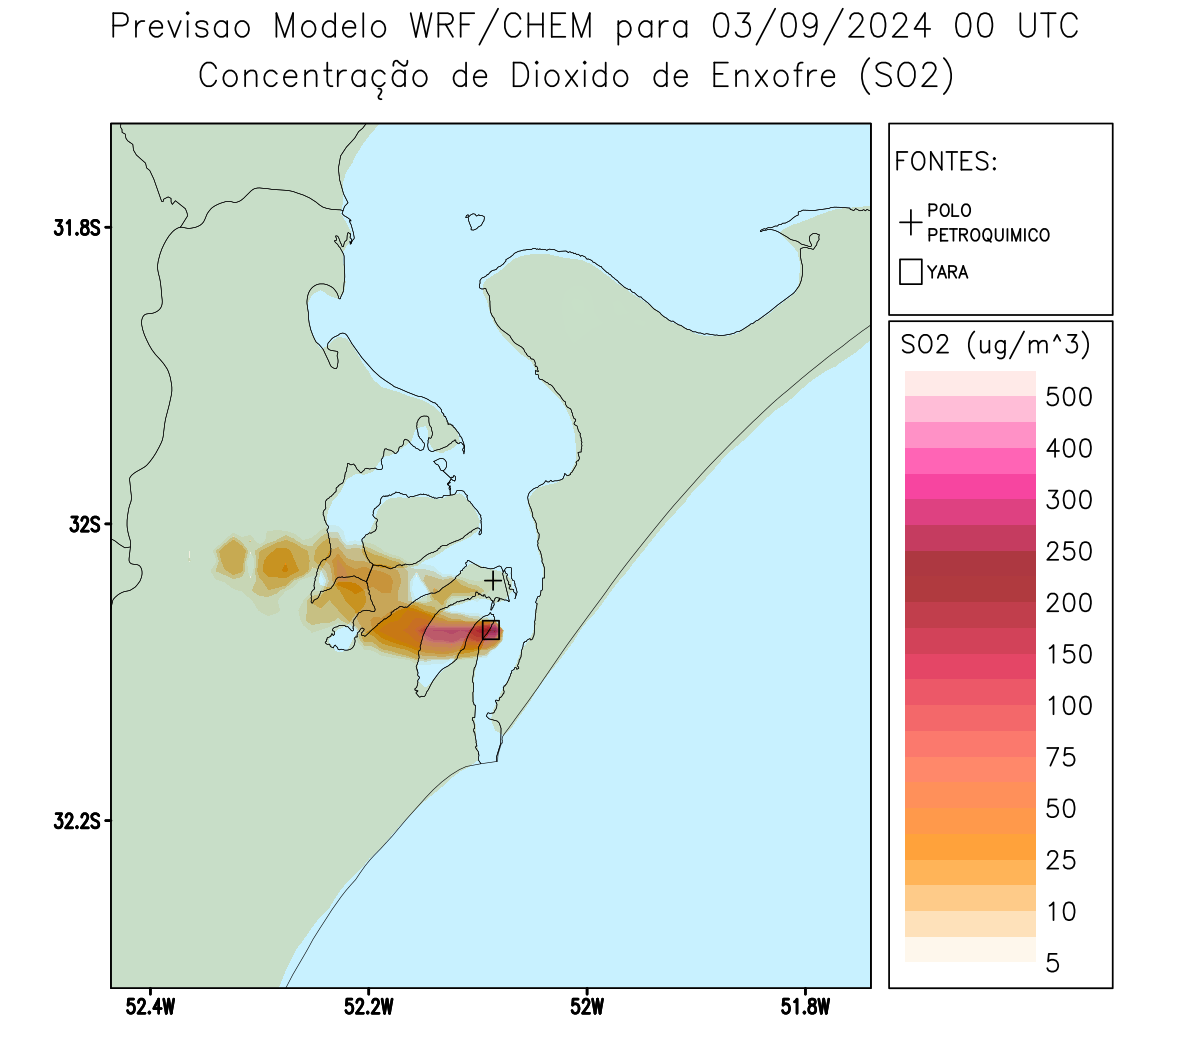 Previsao Modelo WRF/CHEM para 03/09/2024 00 UTC
Concentração de Dioxido de Enxofre (SO2)
FONTES:
POLO
PETROQUIMICO
YARA
31.8S
32S
32.2S
52.4W
52.2W
52W
51.8W
SO2 (ug/m^3)
500
400
300
250
200
150
100
75
50
25
10
5